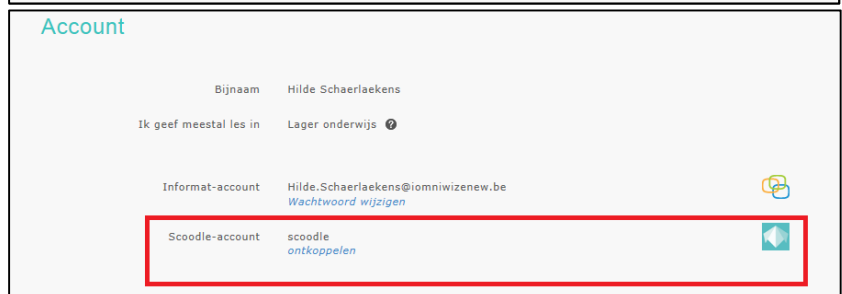 Account
Bijnaam Hilde Schaerlaekens
Ik geef meestal les in Lager onderwijs ?
Informat-account Hilde.Schaerlaekens@iomniwizenew.be
Wachtwoord wijzigen
Scoodle-account scoodle
ontkoppelen